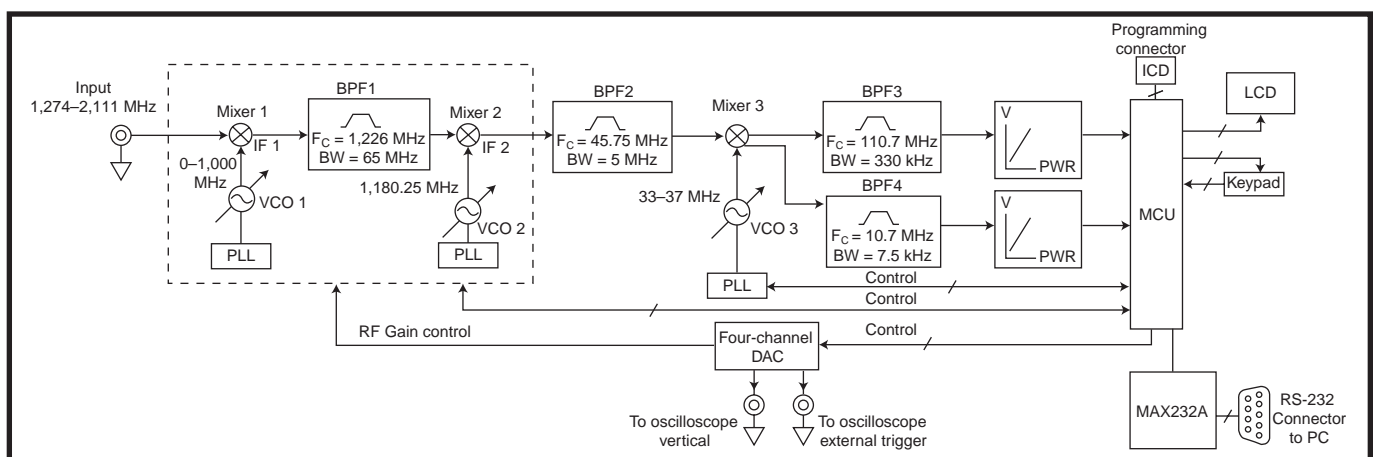 Programming
connector
ICD
Input
1,274–2,111 MHz
Mixer 1
IF 1
0–1,000
MHz
VCO 1
PLL
BPF1
F_C = 1,226 MHz
BW = 65 MHz
Mixer 2
IF 2
1,180.25 MHz
VCO 2
PLL
BPF2
F_C = 45.75 MHz
BW = 5 MHz
Mixer 3
33–37 MHz
VCO 3
PLL
BPF3
F_C = 110.7 MHz
BW = 330 kHz
V
PWR
BPF4
F_C = 10.7 MHz
BW = 7.5 kHz
V
PWR
MCU
LCD
Keypad
Control
Control
Control
RF Gain control
Four-channel
DAC
To oscilloscope
vertical
To oscilloscope
external trigger
MAX232A
RS-232
Connector
to PC